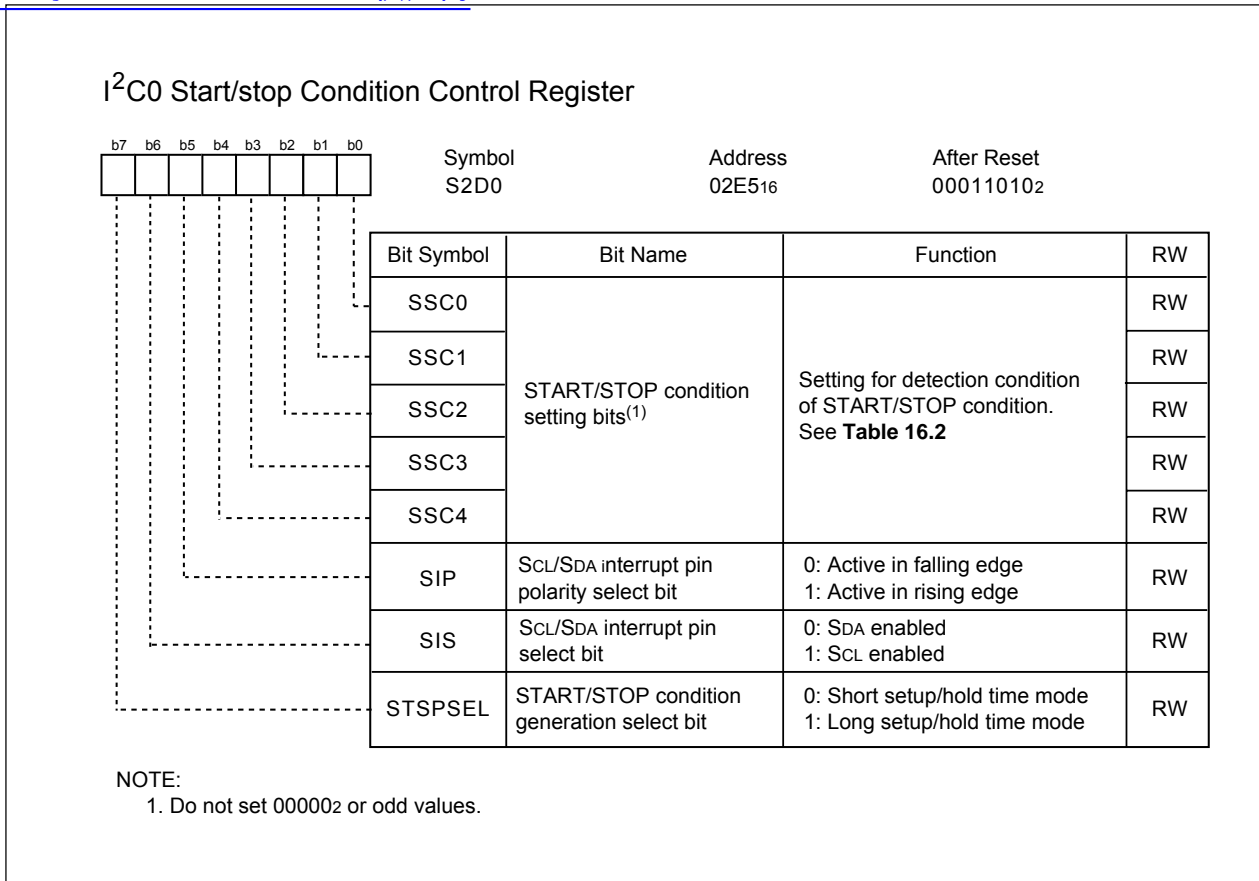 I²C0 Start/stop Condition Control Register
b7 b6 b5 b4 b3 b2 b1 b0
Symbol Address After Reset
S2D0 02E516 000110102
Bit Symbol Bit Name Function RW
SSC0 RW
SSC1 RW
START/STOP condition
setting bits(1)
Setting for detection condition
of START/STOP condition.
See Table 16.2
SSC2 RW
SSC3 RW
SSC4 RW
SIP
SCL/SDA interrupt pin
polarity select bit
0: Active in falling edge
1: Active in rising edge
RW
SIS
SCL/SDA interrupt pin
select bit
0: SDA enabled
1: SCL enabled
RW
STSPSEL
START/STOP condition
generation select bit
0: Short setup/hold time mode
1: Long setup/hold time mode
RW
NOTE:
1. Do not set 000002 or odd values.